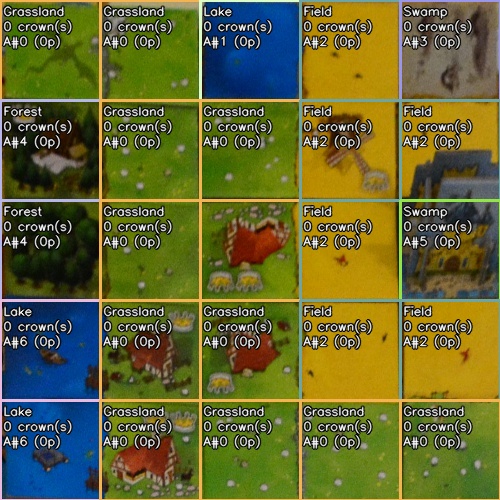 Grassland
0 crown(s)
A#0 (0p)
Grassland
0 crown(s)
A#0 (0p)
Lake
0 crown(s)
A#1 (0p)
Field
0 crown(s)
A#2 (0p)
Swamp
0 crown(s)
A#3 (0p)
Forest
0 crown(s)
A#4 (0p)
Grassland
0 crown(s)
A#0 (0p)
Grassland
0 crown(s)
A#0 (0p)
Field
0 crown(s)
A#2 (0p)
Field
0 crown(s)
A#2 (0p)
Forest
0 crown(s)
A#4 (0p)
Grassland
0 crown(s)
A#0 (0p)
Field
0 crown(s)
A#2 (0p)
Swamp
0 crown(s)
A#5 (0p)
Lake
0 crown(s)
A#6 (0p)
Grassland
0 crown(s)
A#0 (0p)
Grassland
0 crown(s)
A#0 (0p)
Field
0 crown(s)
A#2 (0p)
Field
0 crown(s)
A#2 (0p)
Lake
0 crown(s)
A#6 (0p)
Grassland
0 crown(s)
A#0 (0p)
Grassland
0 crown(s)
A#0 (0p)
Grassland
0 crown(s)
A#0 (0p)
Grassland
0 crown(s)
A#0 (0p)